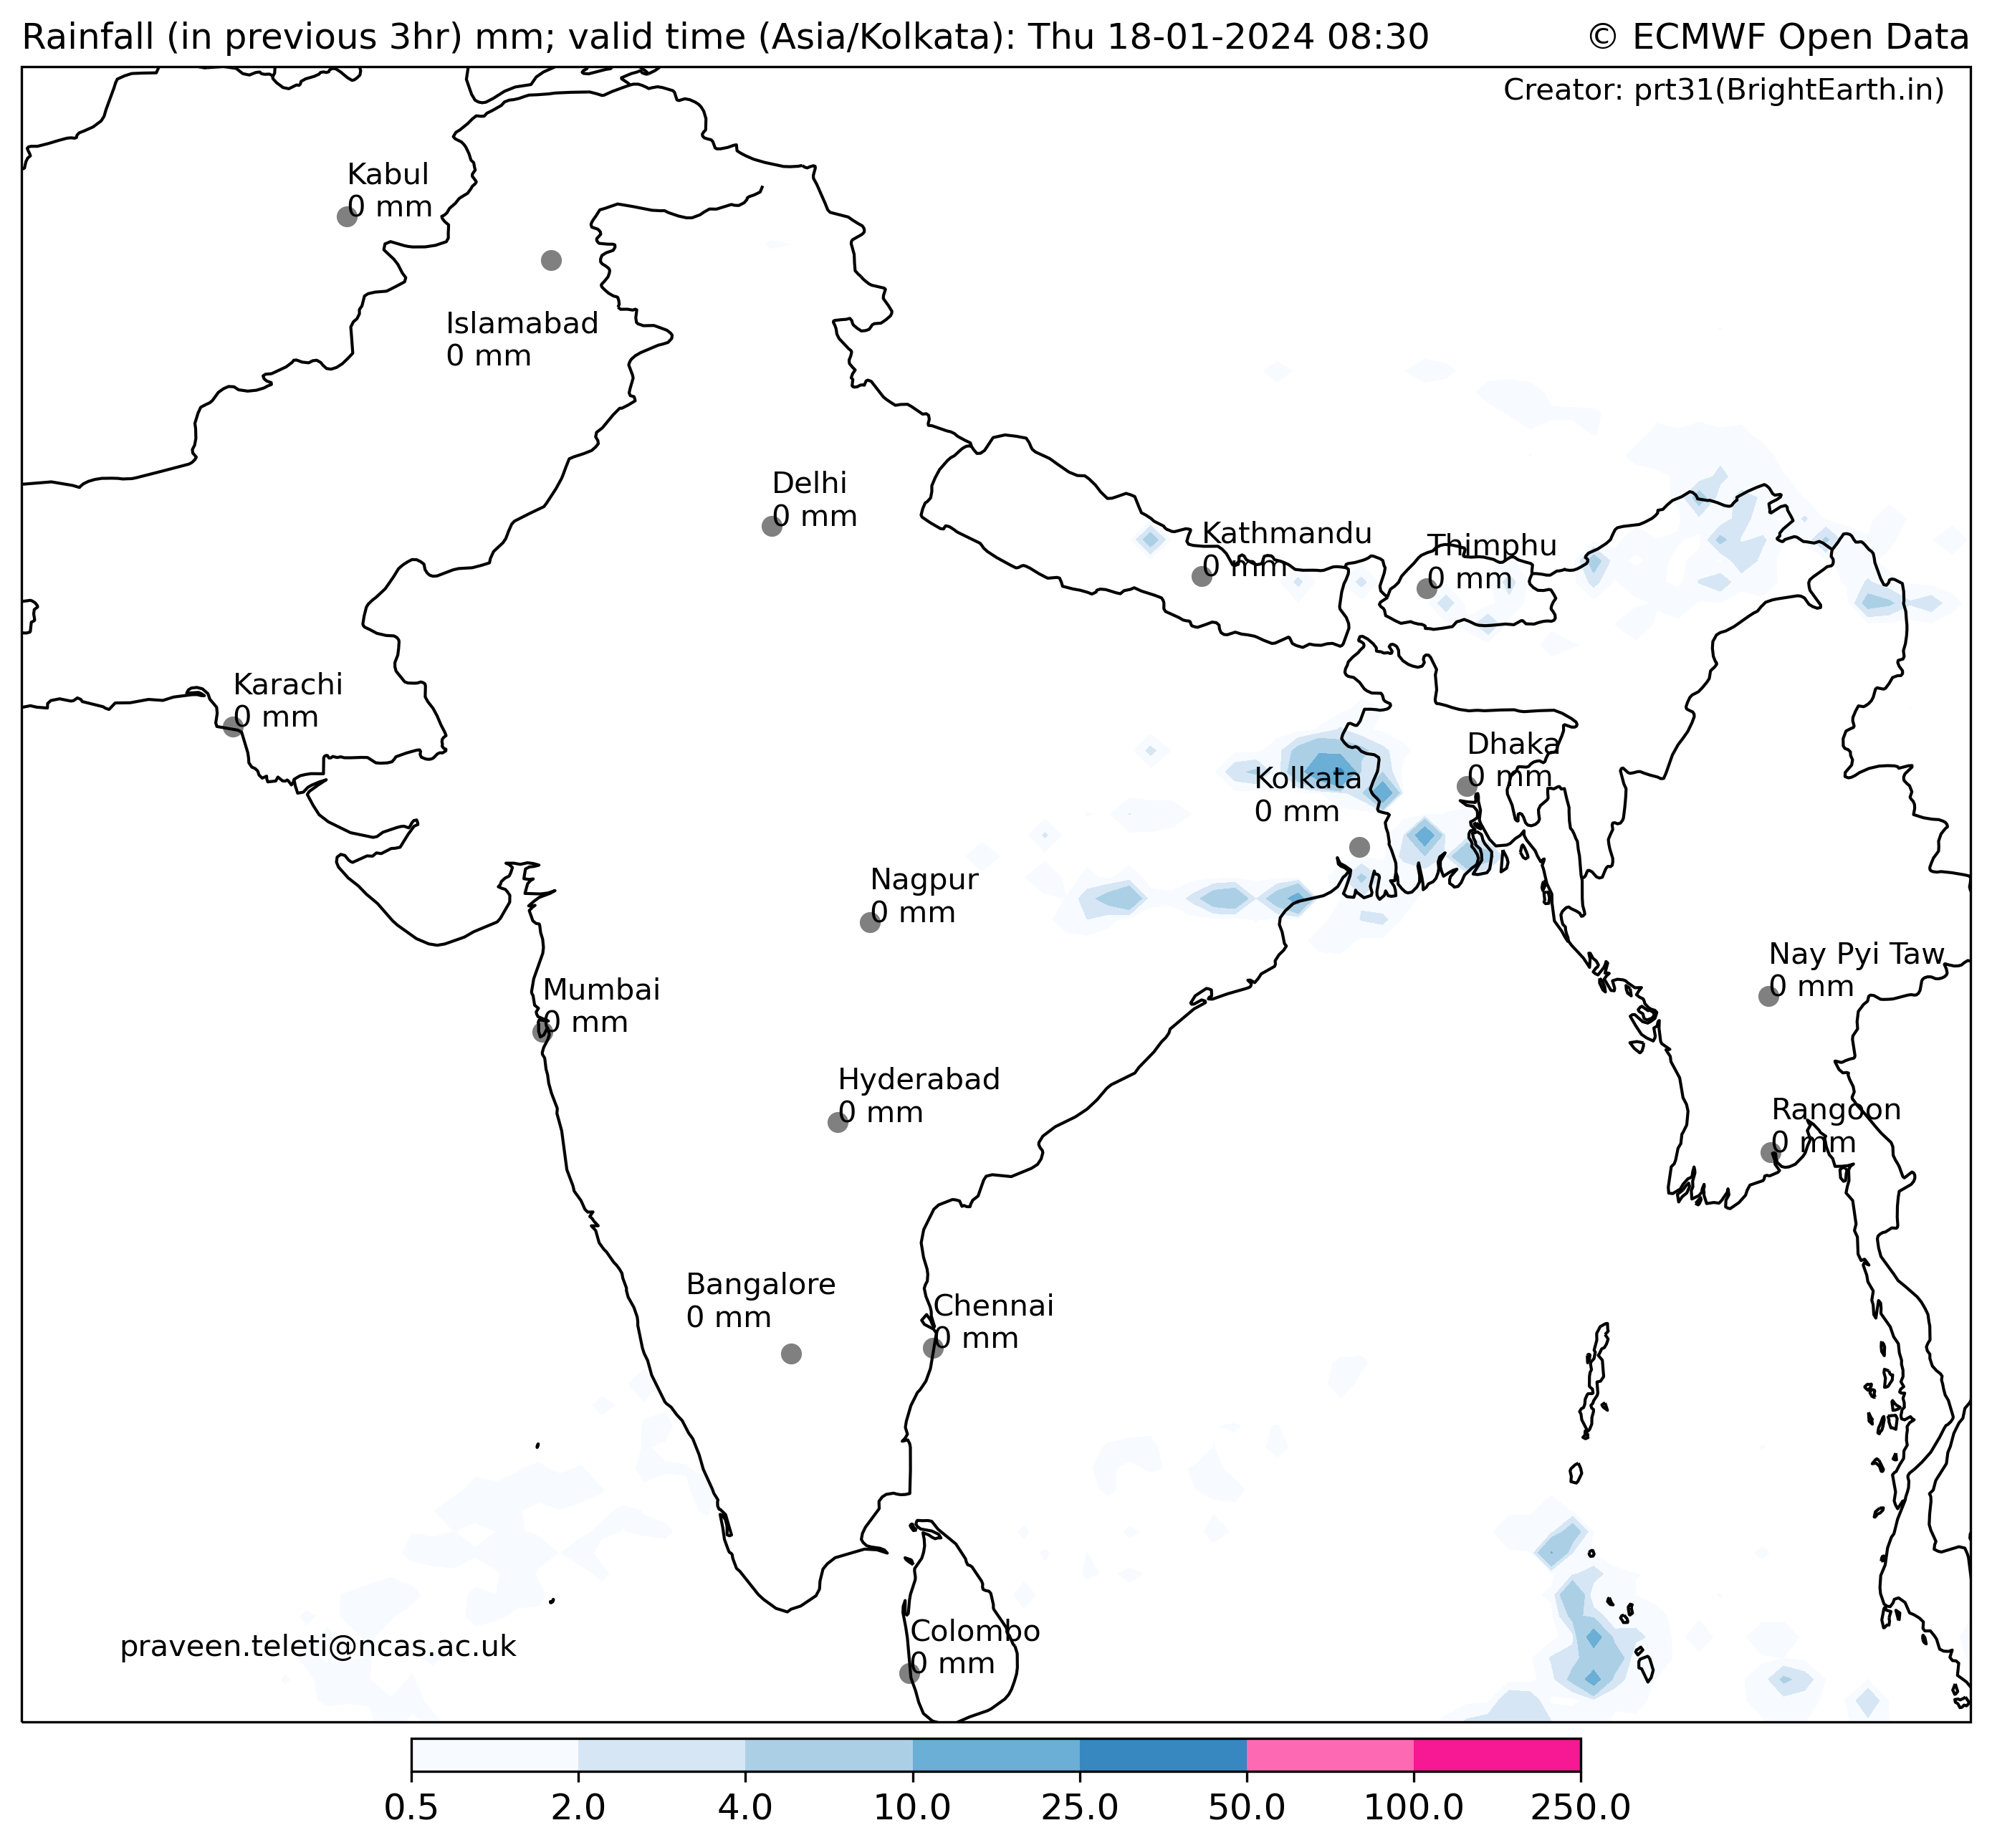 Rainfall (in previous 3hr) mm; valid time (Asia/Kolkata): Thu 18-01-2024 08:30
© ECMWF Open Data
Creator: prt31(BrightEarth.in)
Kabul
0 mm
Islamabad
0 mm
Delhi
0 mm
Kathmandu
0 mm
Thimphu
0 mm
Karachi
0 mm
Dhaka
0 mm
Kolkata
0 mm
Nagpur
0 mm
Nay Pyi Taw
0 mm
Mumbai
0 mm
Hyderabad
0 mm
Rangoon
0 mm
Bangalore
0 mm
Chennai
0 mm
Colombo
0 mm
praveen.teleti@ncas.ac.uk
0.5 2.0 4.0 10.0 25.0 50.0 100.0 250.0